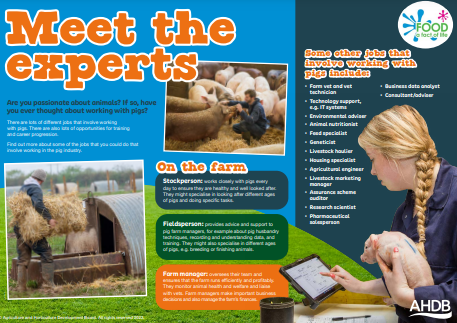 Meet the
experts
FOOD
a fact of life
Are you passionate about animals? If so, have
you ever thought about working with pigs?
There are lots of different jobs that involve working
with pigs. There are also lots of opportunities for training
and career progression.
Find out more about some of the jobs that you could do that
involve working in the pig industry.
On the farm
Stockperson: works closely with pigs every
day to ensure they are healthy and well looked after.
They might specialise in looking after different ages
of pigs and doing specific tasks.
Fieldsperson: provides advice and support to
pig farm managers, for example about pig husbandry
techniques, recording and understanding data, and
training. They might also specialise in different ages
of pigs, e.g. breeding or finishing animals.
Farm manager: oversees their team and
ensures that the farm runs efficiently and profitably.
They monitor animal health and welfare and liaise
with vets. Farm managers make important business
decisions and also manage the farm's finances.
Some other jobs that
involve working with
pigs include:
• Farm vet and vet
technician
• Technology support,
e.g. IT systems
• Environmental adviser
• Animal nutritionist
• Feed specialist
• Geneticist
• Livestock haulier
• Housing specialist
• Agricultural engineer
• Livestock marketing
manager
• Assurance scheme
auditor
• Research scientist
• Pharmaceutical
salesperson
• Business data analyst
• Consultant/adviser
AHDB
© Agriculture and Horticulture Development Board. All rights reserved 2023.